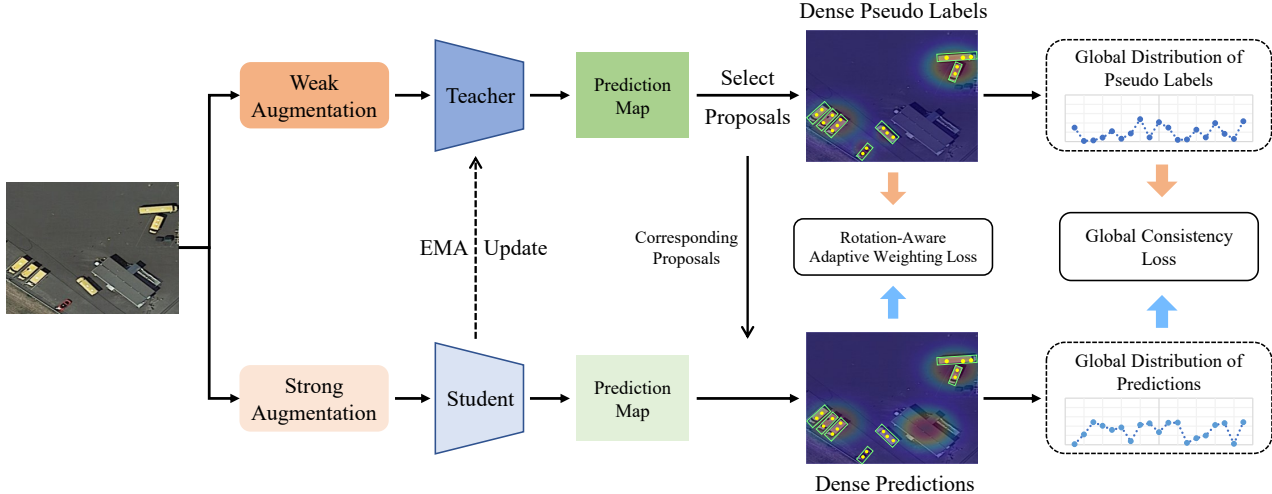 Dense Pseudo Labels
Weak
Augmentation
Teacher
Prediction
Map
Select
Proposals
Global Distribution of
Pseudo Labels
EMA Update
Corresponding
Proposals
Rotation-Aware
Adaptive Weighting Loss
Global Consistency
Loss
Strong
Augmentation
Student
Prediction
Map
Global Distribution of
Predictions
Dense Predictions